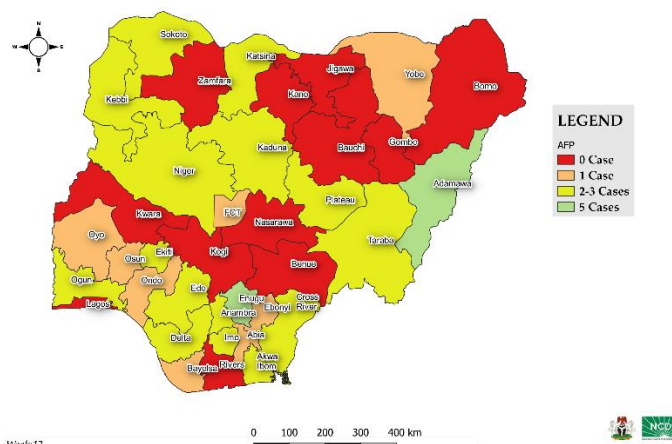 N
W
E
S
Sokoto
Katsina
Zamfara
Jigawa
Yobo
Kano
Borno
Kebbi
Bauchi
Gombo
Kaduna
Niger
Adamawa
Plateau
FCT
Kwara
Nasarawa
Taraba
Oyo
Kogi
Osun
Ekiti
Benue
Ogun
Ondo
Edo
Lagos
Enugu
Anambra
Ebonyi
Cross
River
Delta
Imo
Abia
Akwa
Ibom
Bayelsa
Rivers
LEGEND
AFP
0 Case
1 Case
2-3 Cases
5 Cases
0 100 200 300 400 km